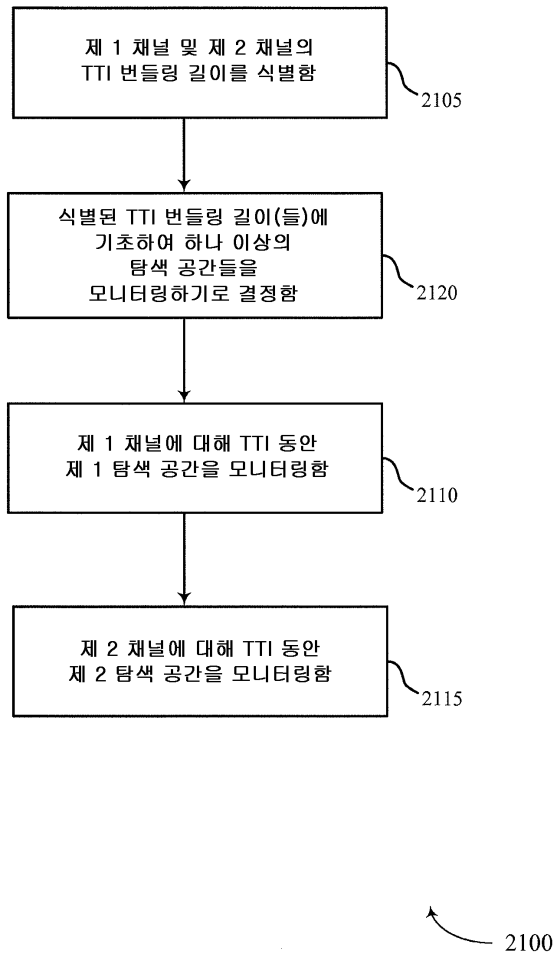 제 1 채널 및 제 2 채널의
TTI 번들링 길이를 식별함
2105
식별된 TTI 번들링 길이(들)에
기초하여 하나 이상의
탐색 공간들을
모니터링하기로 결정함
2120
제 1 채널에 대해 TTI 동안
제 1 탐색 공간을 모니터링함
2110
제 2 채널에 대해 TTI 동안
제 2 탐색 공간을 모니터링함
2115
2100